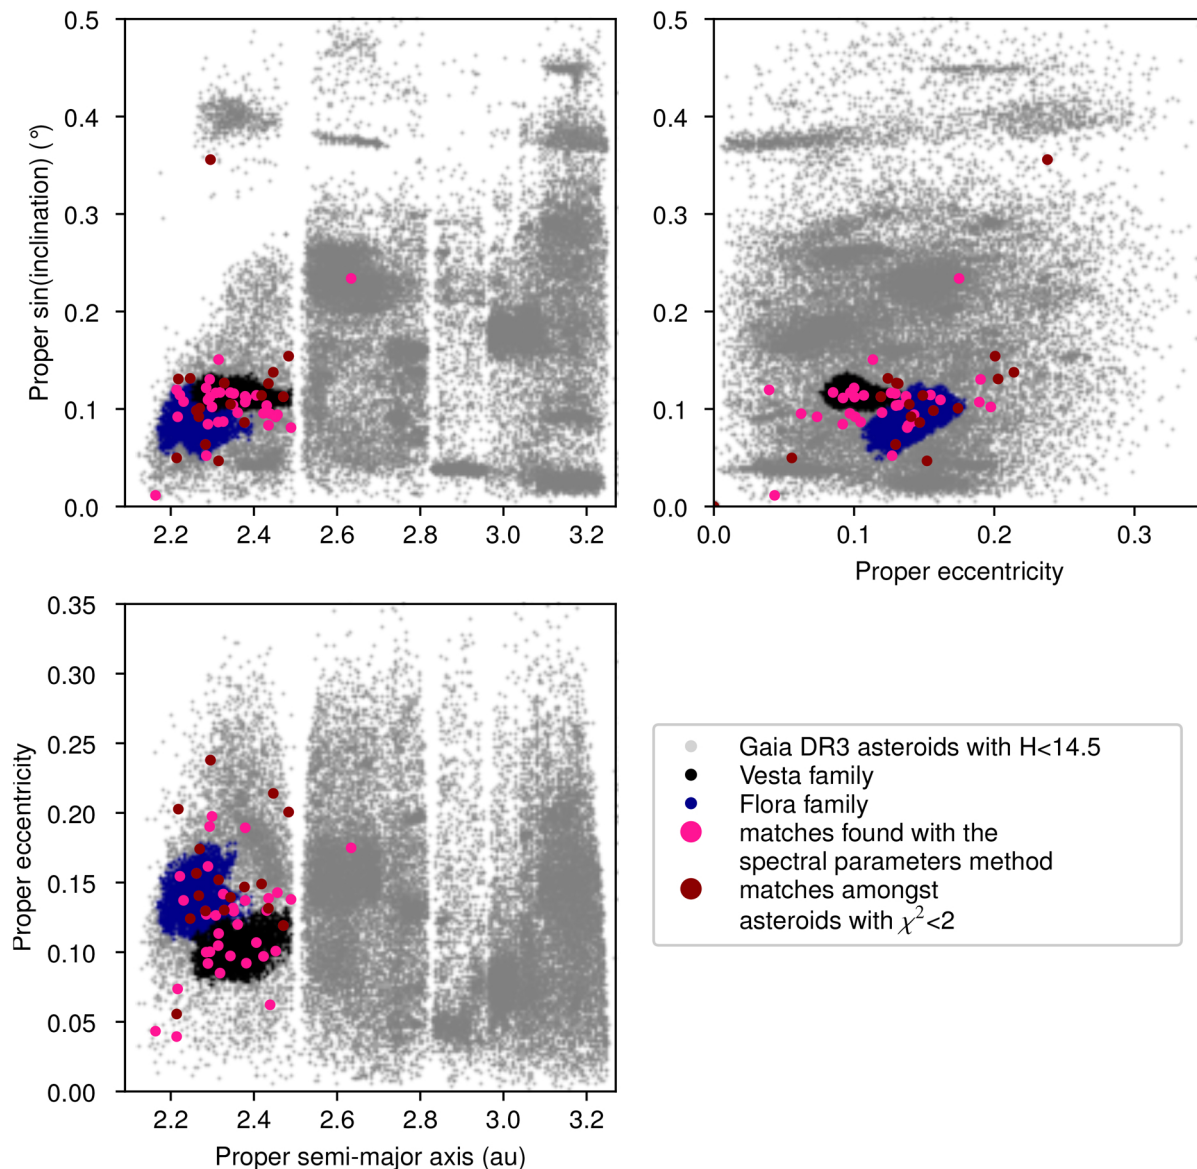 0.5
0.4
0.3
0.2
0.1
0.0
Proper sin(inclination) (°)
2.2 2.4 2.6 2.8 3.0 3.2
0.5
0.4
0.3
0.2
0.1
0.0
0.0 0.1 0.2 0.3
Proper eccentricity
0.35
0.30
0.25
0.20
0.15
0.10
0.05
0.00
Proper eccentricity
2.2 2.4 2.6 2.8 3.0 3.2
Proper semi-major axis (au)
Gaia DR3 asteroids with H<14.5
Vesta family
Flora family
matches found with the
spectral parameters method
matches amongst
asteroids with χ²<2